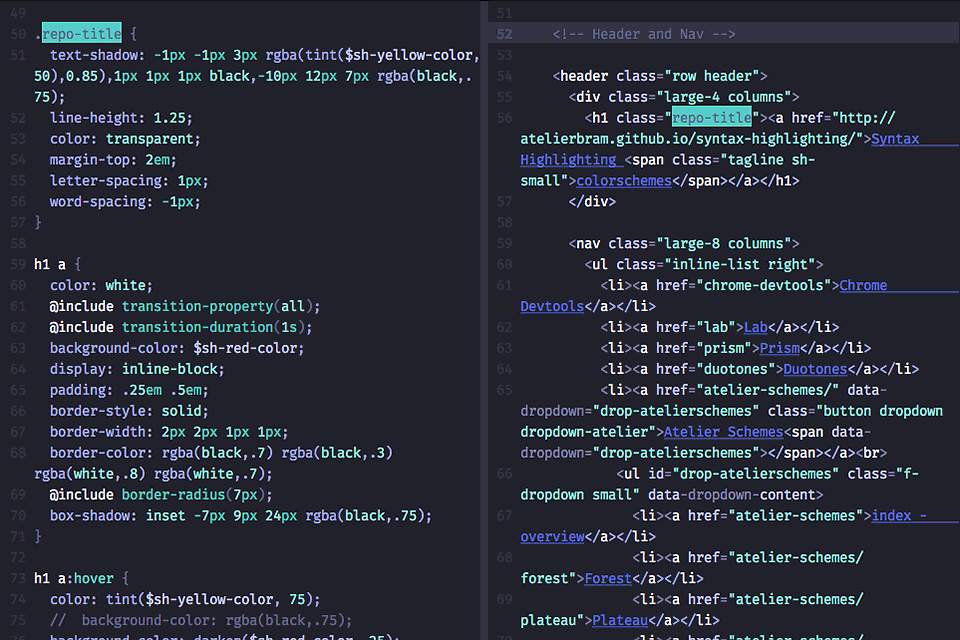 49
50 .repo-title {
51 text-shadow: -1px -1px 3px rgba(tint($sh-yellow-color,
50),0.85),1px 1px 1px black,-10px 12px 7px rgba(black,.
75);
52 line-height: 1.25;
53 color: transparent;
54 margin-top: 2em;
55 letter-spacing: 1px;
56 word-spacing: -1px;
57 }
58
59 h1 a {
60 color: white;
61 @include transition-property(all);
62 @include transition-duration(1s);
63 background-color: $sh-red-color;
64 display: inline-block;
65 padding: .25em .5em;
66 border-style: solid;
67 border-width: 2px 2px 1px 1px;
68 border-color: rgba(black,.7) rgba(black,.3)
rgba(white,.8) rgba(white,.7);
69 @include border-radius(7px);
70 box-shadow: inset -7px 9px 24px rgba(black,.75);
71 }
72
73 h1 a:hover {
74 color: tint($sh-yellow-color, 75);
75 //  background-color: rgba(black,.75);
51
52 <!-- Header and Nav -->
53
54 <header class="row header">
55 <div class="large-4 columns">
56 <h1 class="repo-title"><a href="http://
atelierbram.github.io/syntax-highlighting/">Syntax
Highlighting <span class="tagline sh-
small">colorschemes</span></a></h1>
57 </div>
58
59 <nav class="large-8 columns">
60 <ul class="inline-list right">
61 <li><a href="chrome-devtools">Chrome
Devtools</a></li>
62 <li><a href="lab">Lab</a></li>
63 <li><a href="prism">Prism</a></li>
64 <li><a href="duotones">Duotones</a></li>
65 <li><a href="atelier-schemes/" data-
dropdown="drop-atelierschemes" class="button dropdown
dropdown-atelier">Atelier Schemes<span data-
dropdown="drop-atelierschemes"></span></a><br>
66 <ul id="drop-atelierschemes" class="f-
dropdown small" data-dropdown-content>
67 <li><a href="atelier-schemes">index -
overview</a></li>
68 <li><a href="atelier-schemes/
forest">Forest</a></li>
69 <li><a href="atelier-schemes/
plateau">Plateau</a></li>